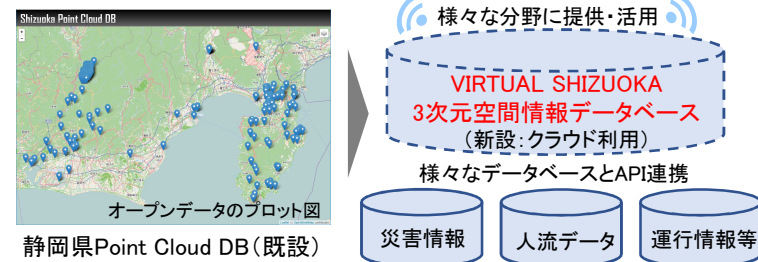 Shizuoka Point Cloud DB
オープンデータのプロット図
静岡県Point Cloud DB（既設）
様々な分野に提供・活用
VIRTUAL SHIZUOKA
3次元空間情報データベース
（新設：クラウド利用）
様々なデータベースとAPI連携
災害情報
人流データ
運行情報等